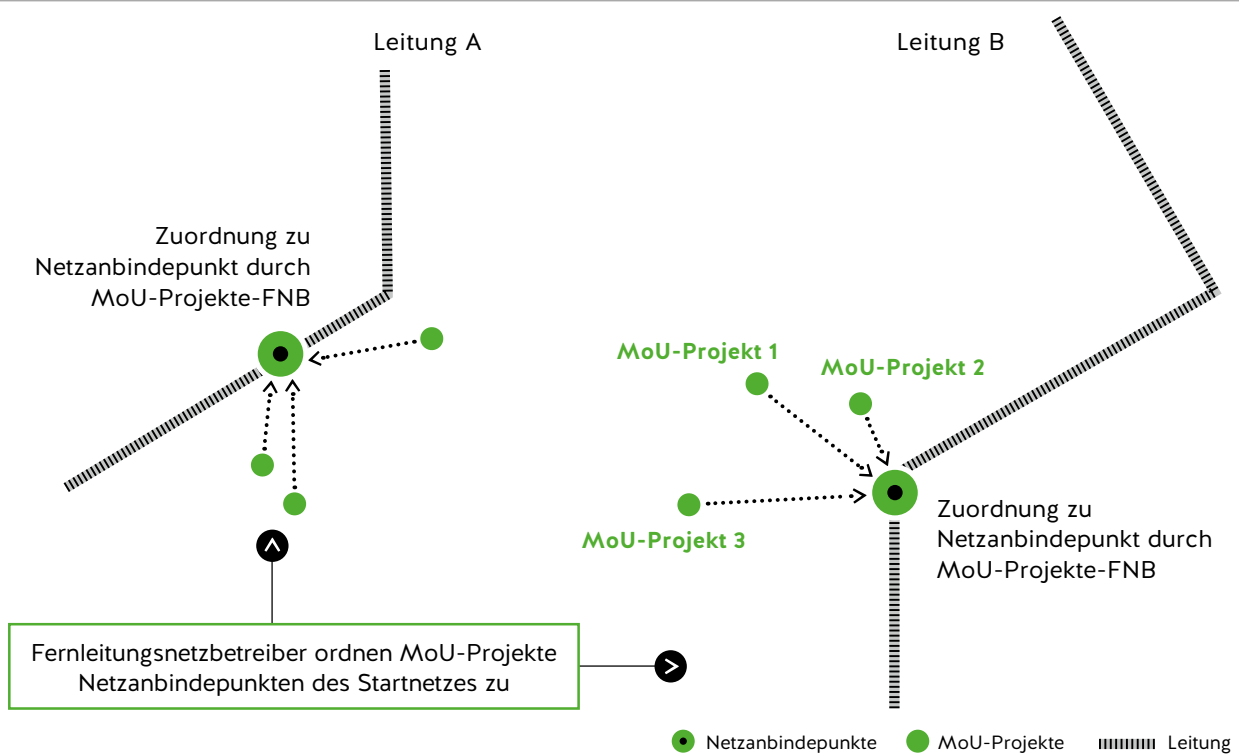 Leitung A
Leitung B
Zuordnung zu
Netzanbindepunkt durch
MoU-Projekte-FNB
MoU-Projekt 1
MoU-Projekt 2
MoU-Projekt 3
Zuordnung zu
Netzanbindepunkt durch
MoU-Projekte-FNB
Fernleitungsnetzbetreiber ordnen MoU-Projekte
Netzanbindepunkten des Startnetzes zu
Netzanbindepunkte
MoU-Projekte
Leitung